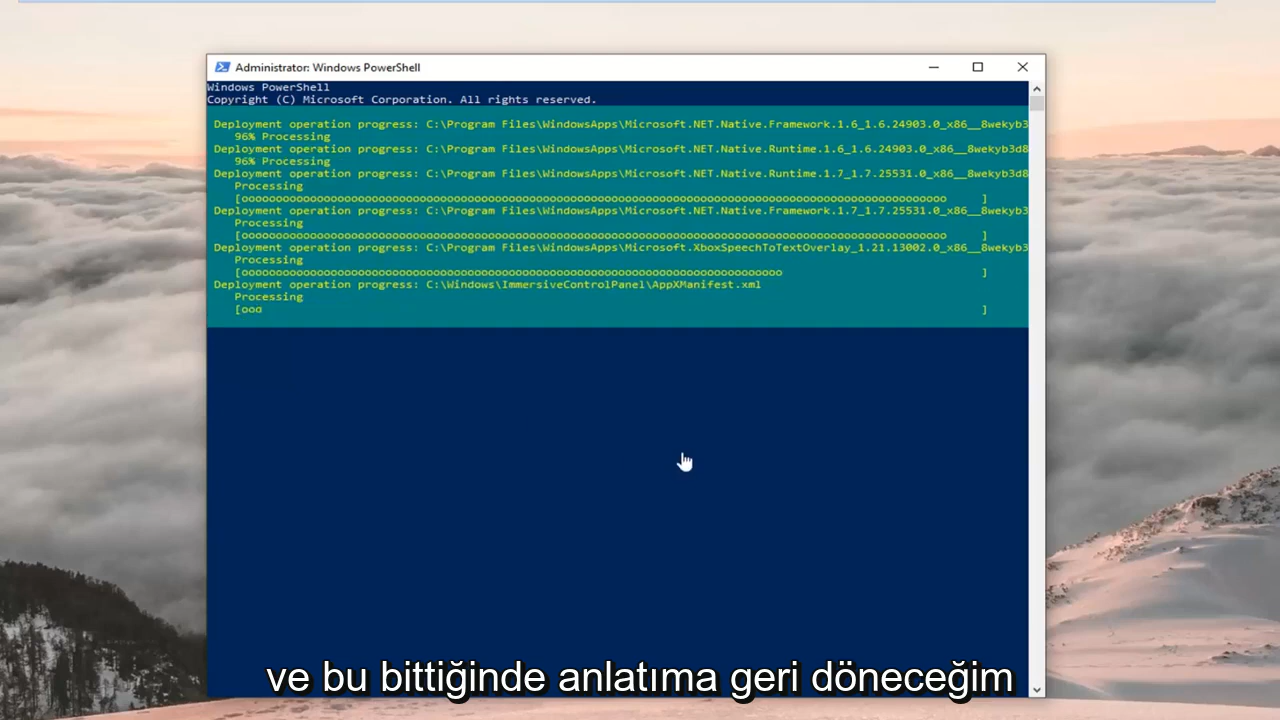 Administrator: Windows PowerShell
Windows PowerShell
Copyright (C) Microsoft Corporation. All rights reserved.
Deployment operation progress: C:\Program Files\WindowsApps\Microsoft.NET.Native.Framework.1.6_1.6.24903.0_x86__8wekyb3
96% Processing
Deployment operation progress: C:\Program Files\WindowsApps\Microsoft.NET.Native.Runtime.1.6_1.6.24903.0_x86__8wekyb3d8
96% Processing
Deployment operation progress: C:\Program Files\WindowsApps\Microsoft.NET.Native.Runtime.1.7_1.7.25531.0_x86__8wekyb3d8
Processing
[ooooooooooooooooooooooooooooooooooooooooooooooooooooooooooooooooooooooooooooooooooooooooooooooooooooooo     ]
Deployment operation progress: C:\Program Files\WindowsApps\Microsoft.NET.Native.Framework.1.7_1.7.25531.0_x86__8wekyb3
Processing
[ooooooooooooooooooooooooooooooooooooooooooooooooooooooooooooooooooooooooooooooooooooooooooooooooooooooo     ]
Deployment operation progress: C:\Program Files\WindowsApps\Microsoft.XboxSpeechToTextOverlay_1.21.13002.0_x86__8wekyb3
Processing
[ooooooooooooooooooooooooooooooooooooooooooooooooooooooooooooooooooooooooooooooo                             ]
Deployment operation progress: C:\Windows\ImmersiveControlPanel\AppXManifest.xml
Processing
[ooo                                                                                                         ]
ve bu bittiğinde anlatıma geri döneceğim